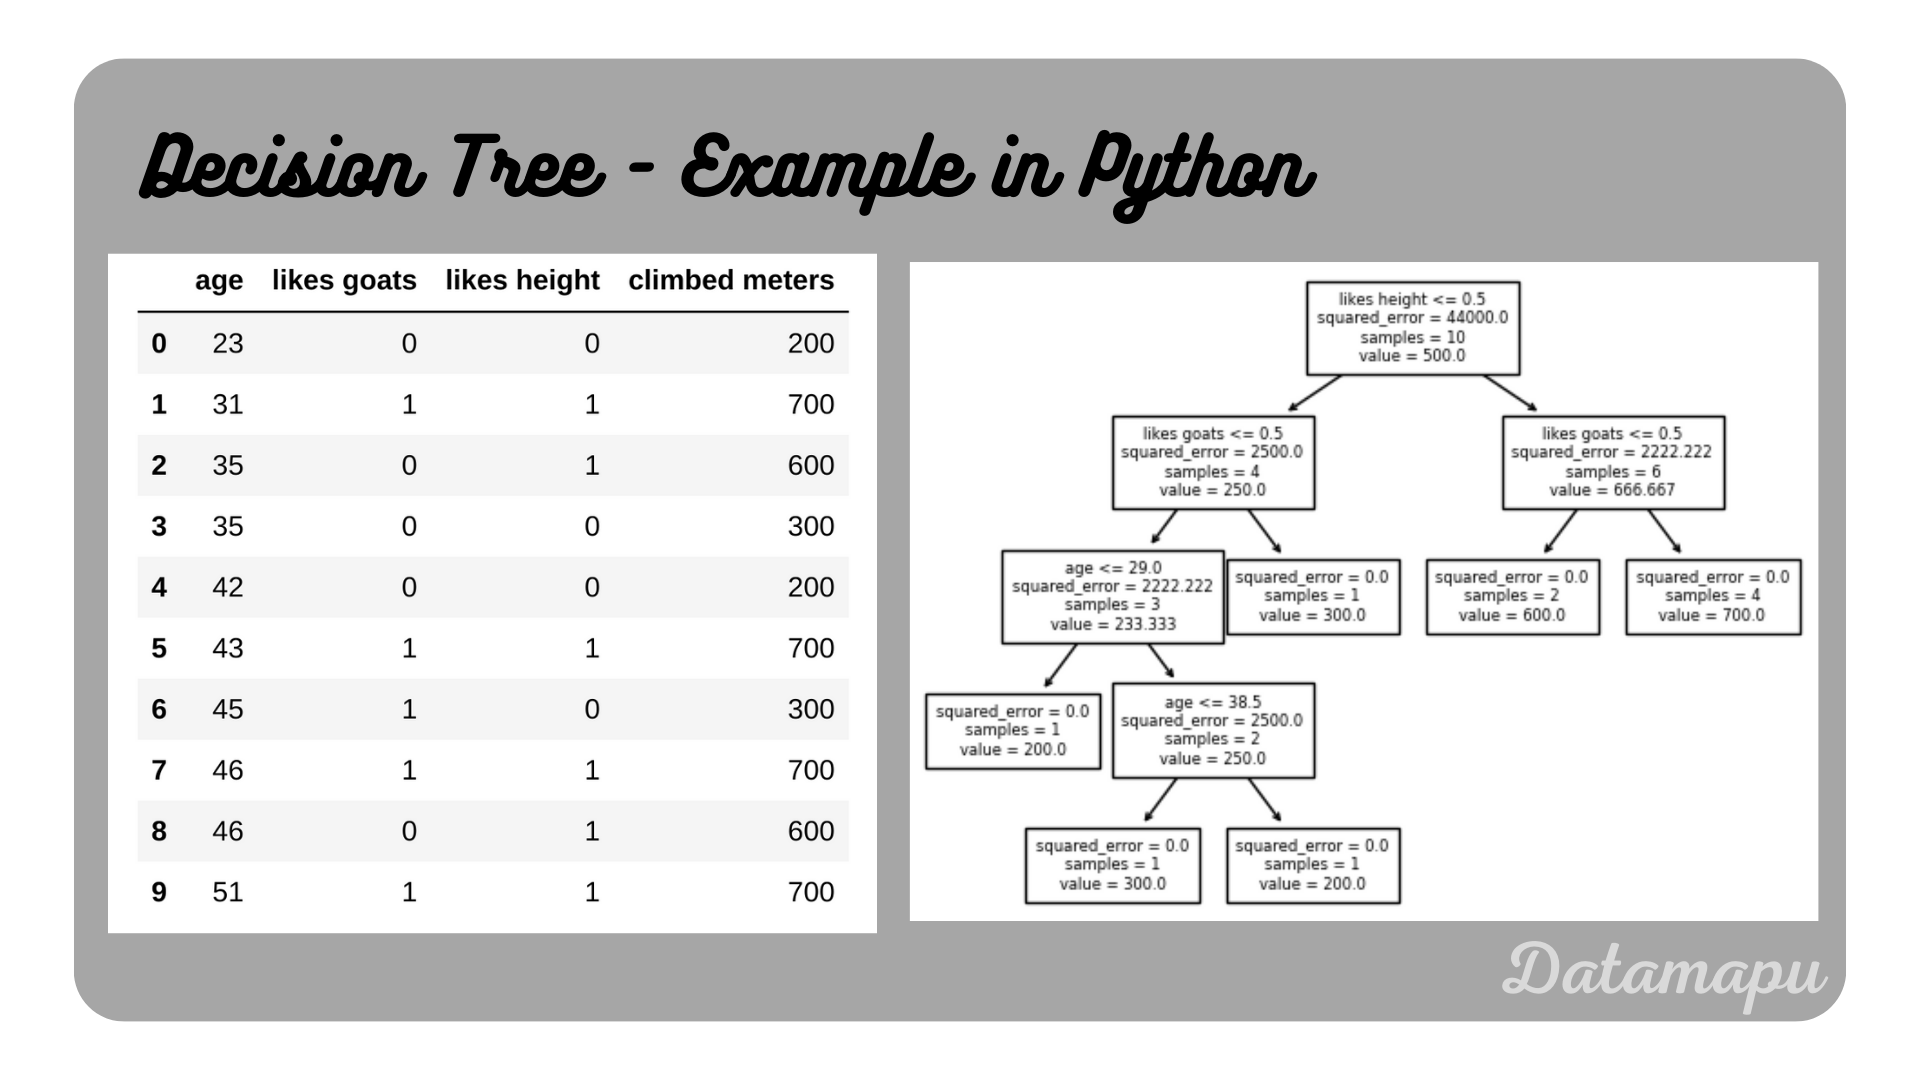 Decision Tree - Example in Python
age likes goats likes height climbed meters
0 23 0 0 200
1 31 1 1 700
2 35 0 1 600
3 35 0 0 300
4 42 0 0 200
5 43 1 1 700
6 45 1 0 300
7 46 1 1 700
8 46 0 1 600
9 51 1 1 700
likes height <= 0.5
squared_error = 44000.0
samples = 10
value = 500.0
likes goats <= 0.5
squared_error = 2500.0
samples = 4
value = 250.0
likes goats <= 0.5
squared_error = 2222.222
samples = 6
value = 666.667
age <= 29.0
squared_error = 2222.222
samples = 3
value = 233.333
squared_error = 0.0
samples = 1
value = 300.0
squared_error = 0.0
samples = 2
value = 600.0
squared_error = 0.0
samples = 4
value = 700.0
squared_error = 0.0
samples = 1
value = 200.0
age <= 38.5
squared_error = 2500.0
samples = 2
value = 250.0
squared_error = 0.0
samples = 1
value = 300.0
squared_error = 0.0
samples = 1
value = 200.0
Datamapu